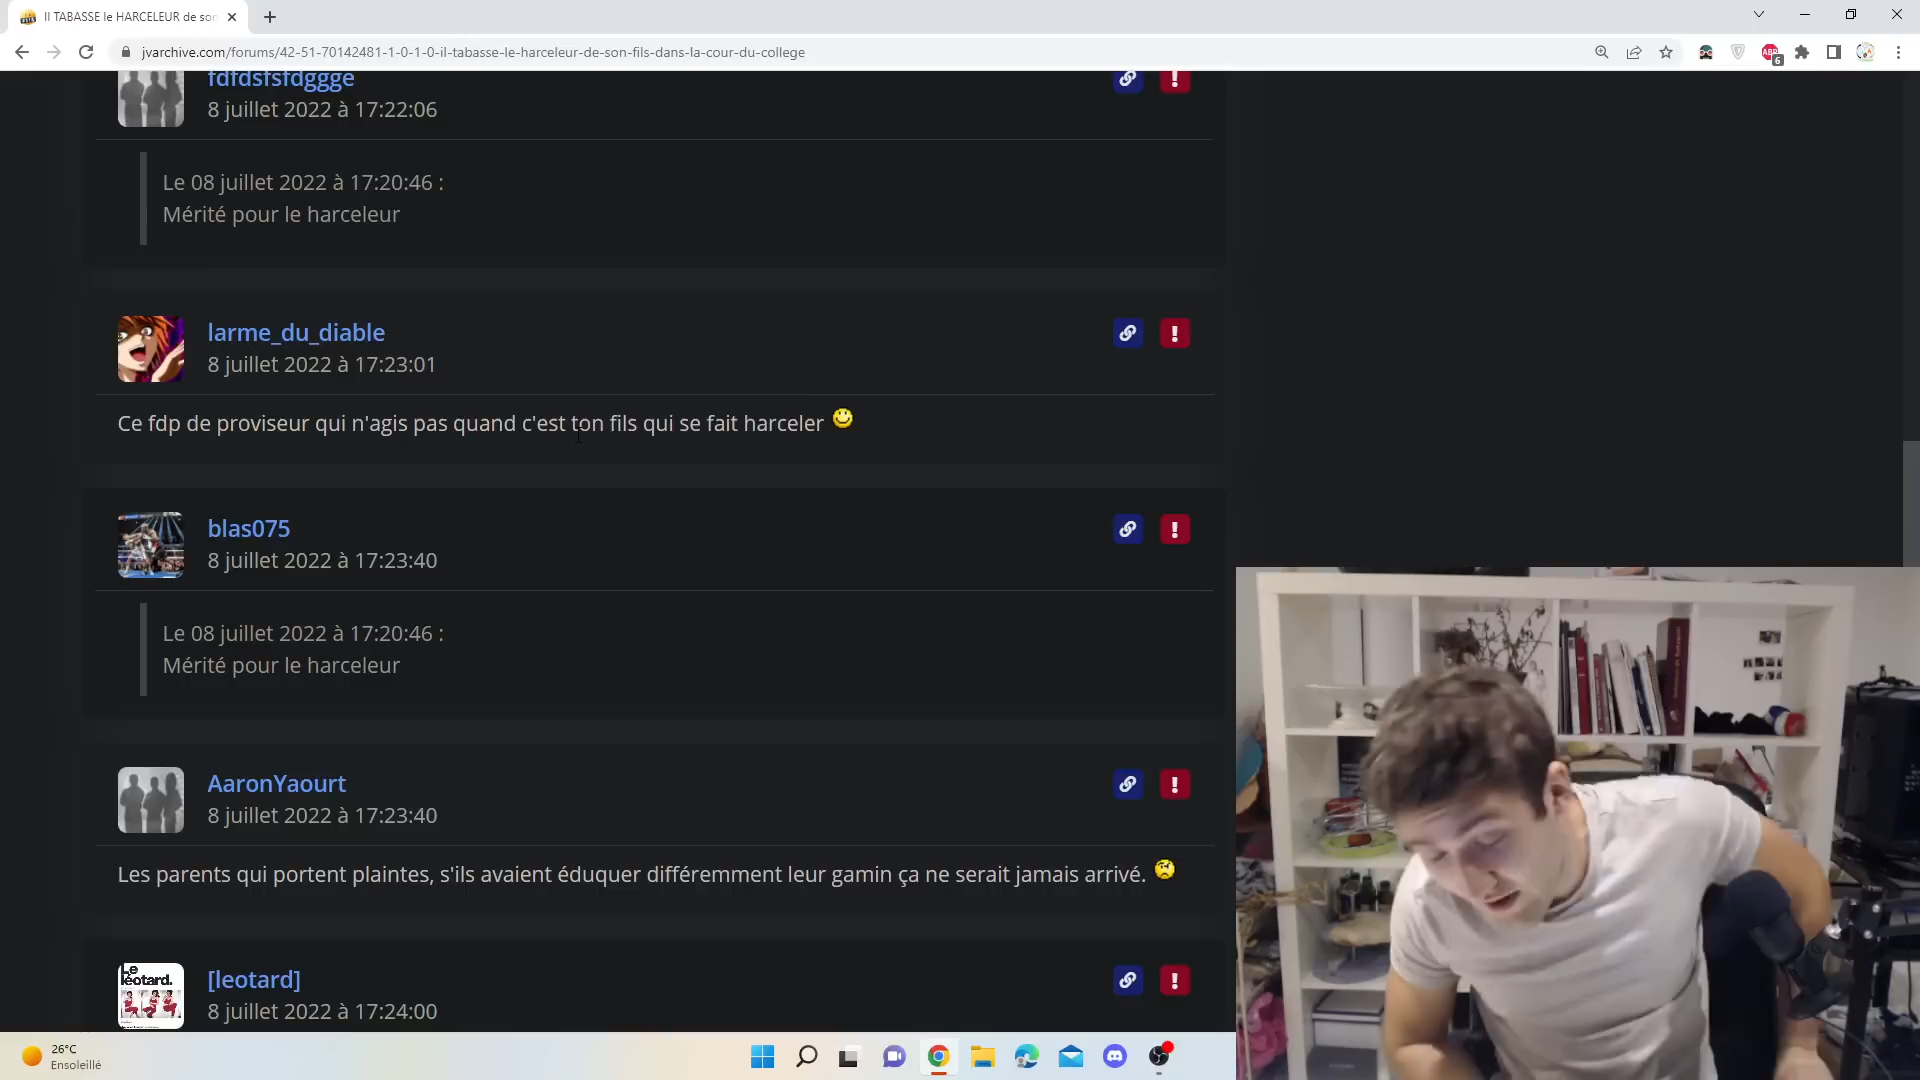 Il TABASSE le HARCELEUR de son
jvarchive.com/forums/42-51-70142481-1-0-1-0-il-tabasse-le-harceleur-de-son-fils-dans-la-cour-du-college
ABP
6
fdfdsfsfdggge
8 juillet 2022 à 17:22:06
Le 08 juillet 2022 à 17:20:46 :
Mérité pour le harceleur
larme_du_diable
8 juillet 2022 à 17:23:01
Ce fdp de proviseur qui n'agis pas quand c'est ton fils qui se fait harceler
blas075
8 juillet 2022 à 17:23:40
Le 08 juillet 2022 à 17:20:46 :
Mérité pour le harceleur
AaronYaourt
8 juillet 2022 à 17:23:40
Les parents qui portent plaintes, s'ils avaient éduquer différemment leur gamin ça ne serait jamais arrivé.
Le
léotard.
[leotard]
8 juillet 2022 à 17:24:00
26°C
Ensoleillé